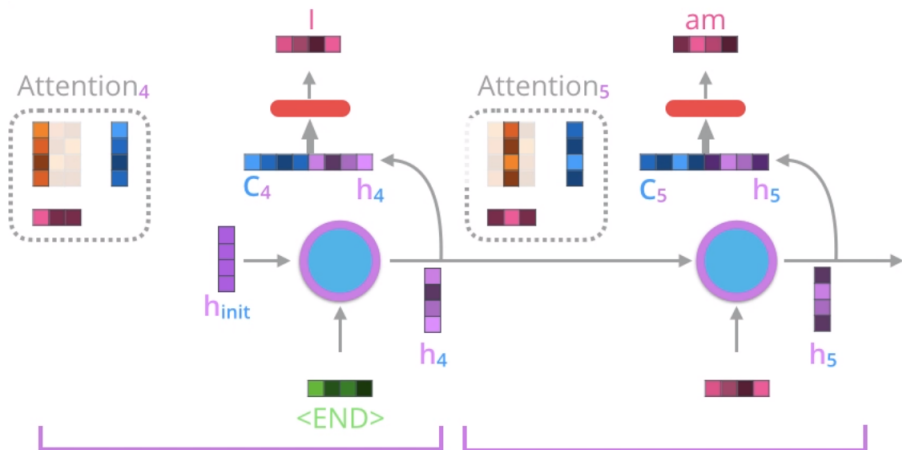 I
am
Attention4
Attention5
C4
h4
C5
h5
hinit
h4
h5
<END>